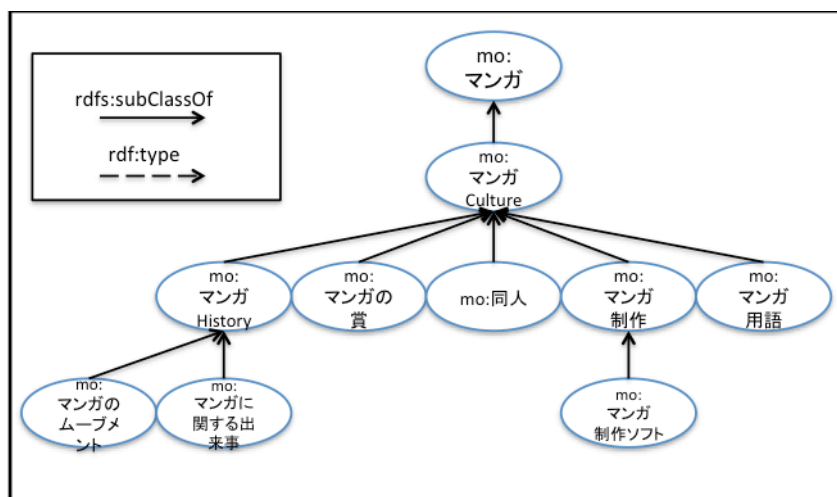 mo:
マンガ
rdfs:subClassOf
rdf:type
mo:
マンガ
Culture
mo:
マンガ
History
mo:
マンガの
賞
mo:同人
mo:
マンガ
制作
mo:
マンガ
用語
mo:
マンガの
ムーブメ
ント
mo:
マンガに
関する出
来事
mo:
マンガ
制作ソフト